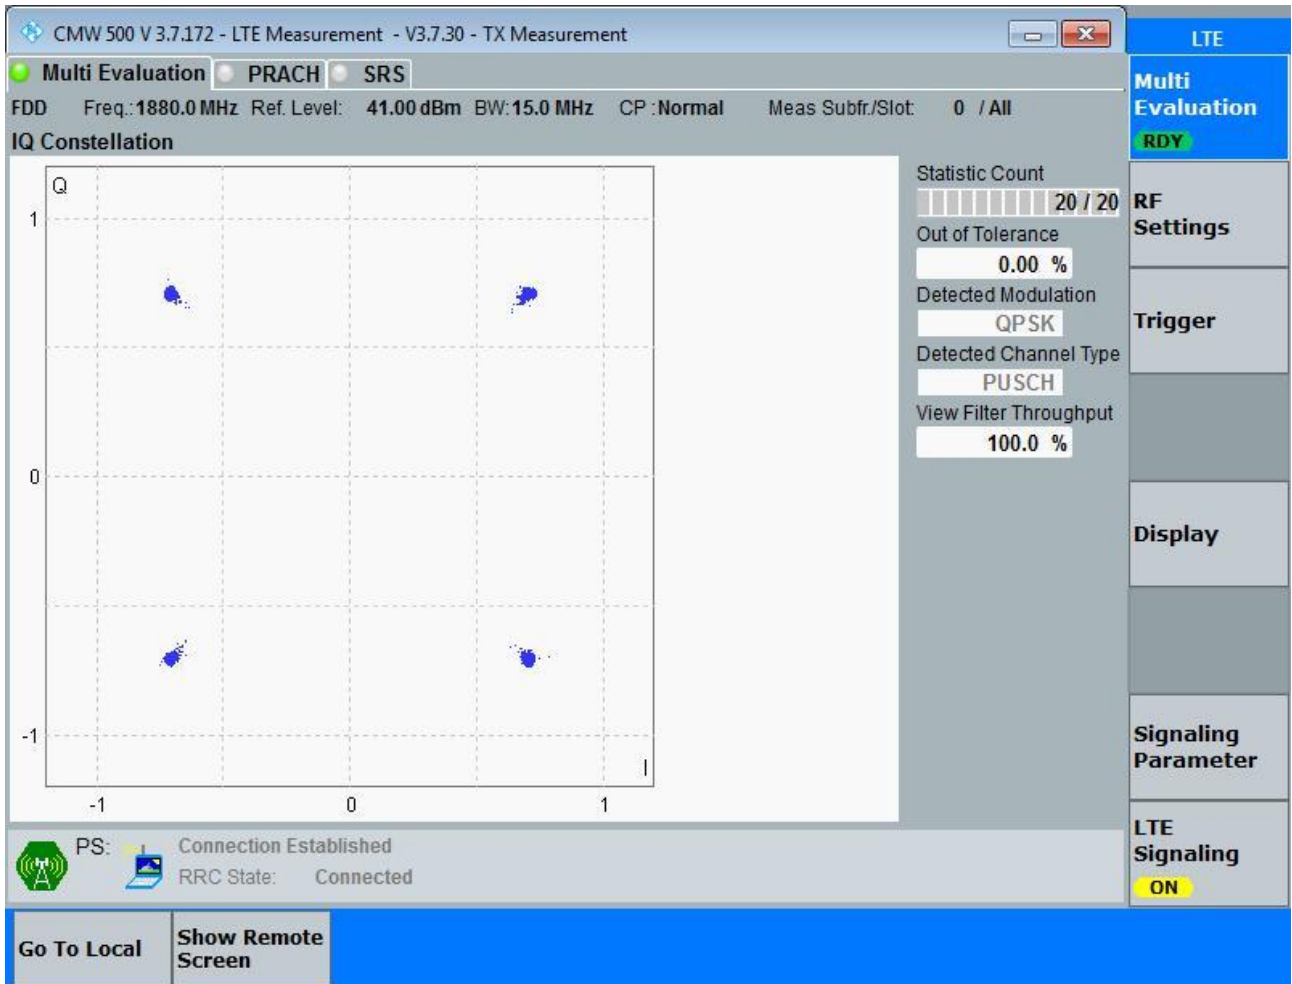 CMW 500 V 3.7.172 - LTE Measurement - V3.7.30 - TX Measurement
LTE
Multi Evaluation PRACH SRS
FDD Freq.: 1880.0 MHz Ref. Level: 41.00 dBm BW: 15.0 MHz CP : Normal Meas Subfr./Slot: 0 / All
IQ Constellation
Q
1
0
-1
I
-1 0 1
Statistic Count
20 / 20
Out of Tolerance
0.00 %
Detected Modulation
QPSK
Detected Channel Type
PUSCH
View Filter Throughput
100.0 %
Multi
Evaluation
RDY
RF
Settings
Trigger
Display
Signaling
Parameter
LTE
Signaling
ON
PS: Connection Established
RRC State: Connected
Go To Local
Show Remote
Screen